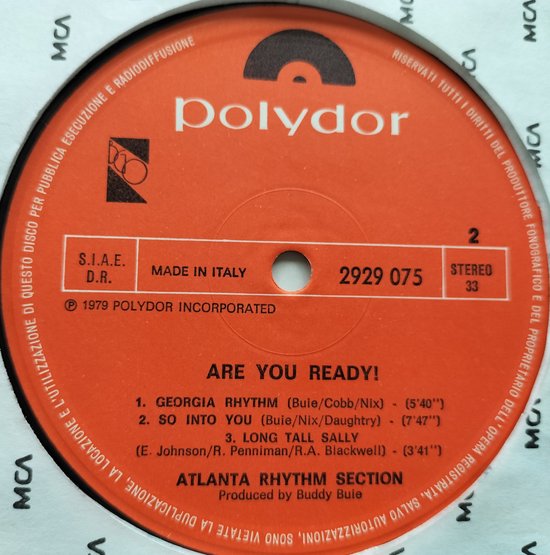 MCA
MCA
MCA
MCA
MCA
RISERVATI TUTTI I DIRITTI DEL PRODUTTORE FONOGRAFICO E DEL PROPRIETARIO DELL'OPERA REGISTRATA. SALVO AUTORIZZAZIONI, SONO VIETATE LA DUPLICAZIONE, LA LOCAZIONE E L'UTILIZZAZIONE DI QUESTO DISCO PER PUBBLICA ESECUZIONE E RADIODIFFUSIONE
polydor
2
S.I.A.E.
D.R.
MADE IN ITALY
2929 075
STEREO
33
℗ 1979 POLYDOR INCORPORATED
ARE YOU READY!
1. GEORGIA RHYTHM (Buie/Cobb/Nix) - (5'40")
2. SO INTO YOU (Buie/Nix/Daughtry) - (7'47")
3. LONG TALL SALLY
(E. Johnson/R. Penniman/R.A. Blackwell) - (3'41")
ATLANTA RHYTHM SECTION
Produced by Buddy Buie